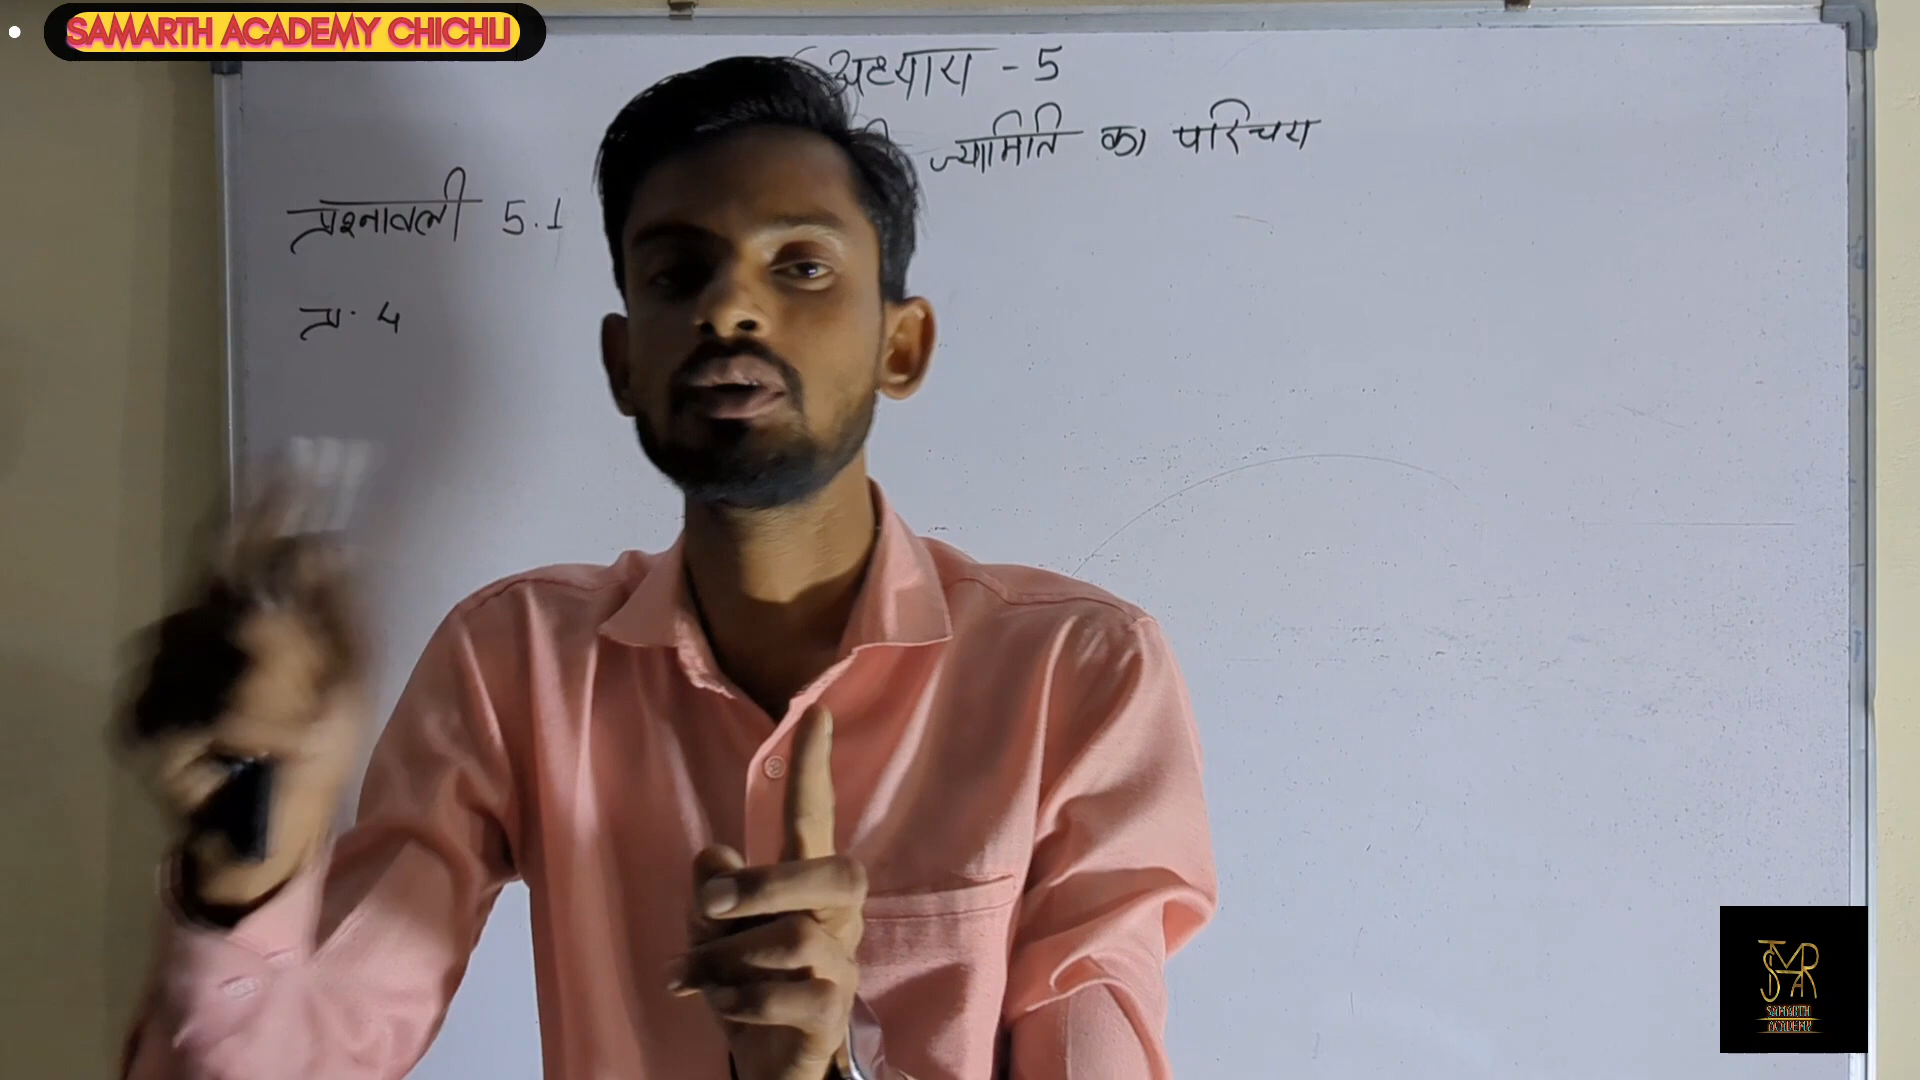 SAMARTH ACADEMY CHICHLI
अध्याय - 5
ज्यामिति का परिचय
प्रश्नावली 5.1
प्र. 4
SAMARTH
ACADEMY